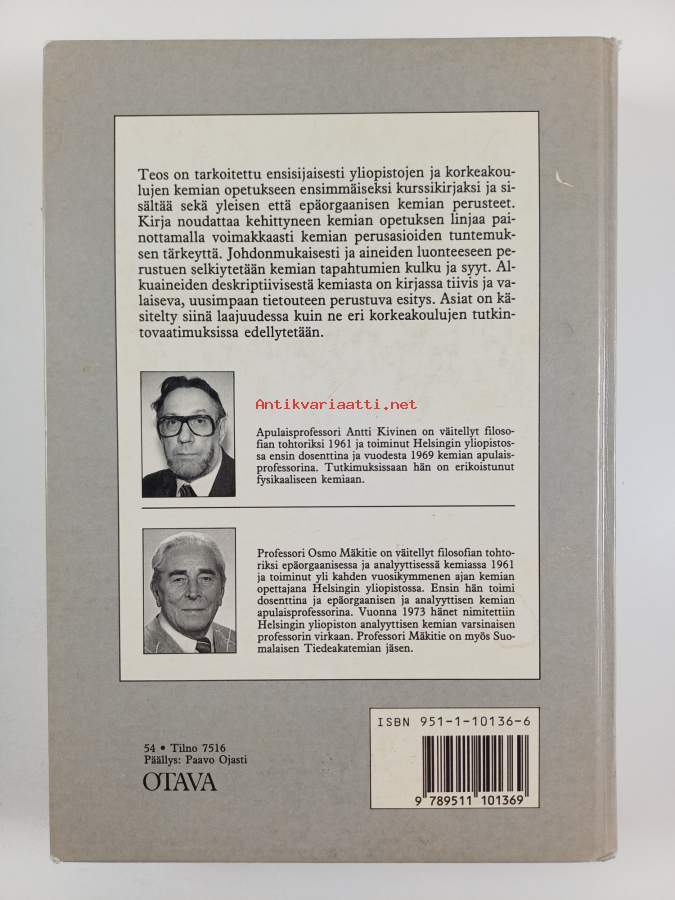 Teos on tarkoitettu ensisijaisesti yliopistojen ja korkeakou-
lujen kemian opetukseen ensimmäiseksi kurssikirjaksi ja si-
sältää sekä yleisen että epäorgaanisen kemian perusteet.
Kirja noudattaa kehittyneen kemian opetuksen linjaa pai-
nottamalla voimakkaasti kemian perusasioiden tuntemuk-
sen tärkeyttä. Johdonmukaisesti ja aineiden luonteeseen pe-
rustuen selkiytetään kemian tapahtumien kulku ja syyt. Al-
kuaineiden deskriptiivisestä kemiasta on kirjassa tiivis ja va-
laiseva, uusimpaan tietouteen perustuva esitys. Asiat on kä-
sitelty siinä laajuudessa kuin ne eri korkeakoulujen tutkin-
tovaatimuksissa edellytetään.
Antikvariaatti.net
Apulaisprofessori Antti Kivinen on väitellyt filoso-
fian tohtoriksi 1961 ja toiminut Helsingin yliopistos-
sa ensin dosenttina ja vuodesta 1969 kemian apulais-
professorina. Tutkimuksissaan hän on erikoistunut
fysikaaliseen kemiaan.
Professori Osmo Mäkitie on väitellyt filosofian tohto-
riksi epäorgaanisessa ja analyyttisessä kemiassa 1961
ja toiminut yli kahden vuosikymmenen ajan kemian
opettajana Helsingin yliopistossa. Ensin hän toimi
dosenttina ja epäorgaanisen ja analyyttisen kemian
apulaisprofessorina. Vuonna 1973 hänet nimitettiin
Helsingin yliopiston analyyttisen kemian varsinaisen
professorin virkaan. Professori Mäkitie on myös Suo-
malaisen Tiedeakatemian jäsen.
ISBN 951-1-10136-6
54 • Tilno 7516
Päällys: Paavo Ojasti
OTAVA
9 789511 101369